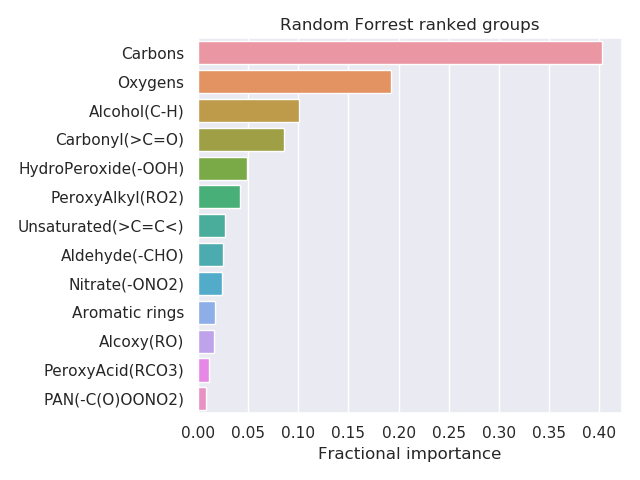 Random Forrest ranked groups
Carbons
Oxygens
Alcohol(C-H)
Carbonyl(>C=O)
HydroPeroxide(-OOH)
PeroxyAlkyl(RO2)
Unsaturated(>C=C<)
Aldehyde(-CHO)
Nitrate(-ONO2)
Aromatic rings
Alcoxy(RO)
PeroxyAcid(RCO3)
PAN(-C(O)OONO2)
0.00 0.05 0.10 0.15 0.20 0.25 0.30 0.35 0.40
Fractional importance